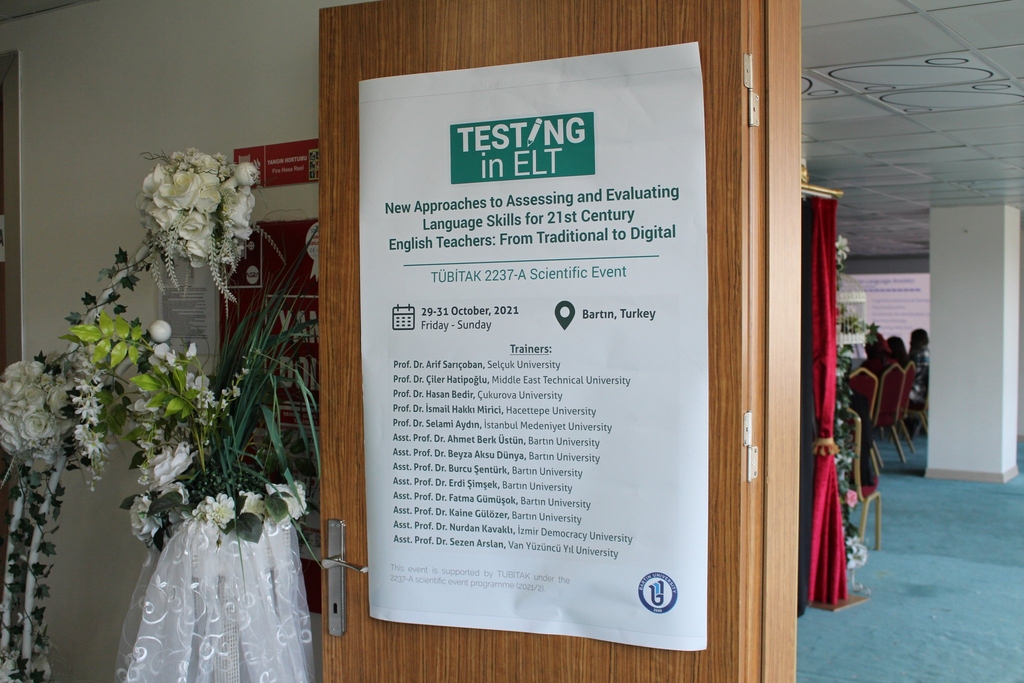 TESTING
in ELT
New Approaches to Assessing and Evaluating
Language Skills for 21st Century
English Teachers: From Traditional to Digital
TÜBİTAK 2237-A Scientific Event
29-31 October, 2021
Friday - Sunday
Bartın, Turkey
Trainers:
Prof. Dr. Arif Sarıçoban, Selçuk University
Prof. Dr. Çiler Hatipoğlu, Middle East Technical University
Prof. Dr. Hasan Bedir, Çukurova University
Prof. Dr. İsmail Hakkı Mirici, Hacettepe University
Prof. Dr. Selami Aydın, İstanbul Medeniyet University
Asst. Prof. Dr. Ahmet Berk Üstün, Bartın University
Asst. Prof. Dr. Beyza Aksu Dünya, Bartın University
Asst. Prof. Dr. Burcu Şentürk, Bartın University
Asst. Prof. Dr. Erdi Şimşek, Bartın University
Asst. Prof. Dr. Fatma Gümüşok, Bartın University
Asst. Prof. Dr. Kaine Gülözer, Bartın University
Asst. Prof. Dr. Nurdan Kavaklı, İzmir Democracy University
Asst. Prof. Dr. Sezen Arslan, Van Yüzüncü Yıl University
This event is supported by TUBITAK under the
2237-A scientific event programme (2021/2).
BARTIN UNIVERSITY
YANGIN HORTUMU
Fire Hose Reel